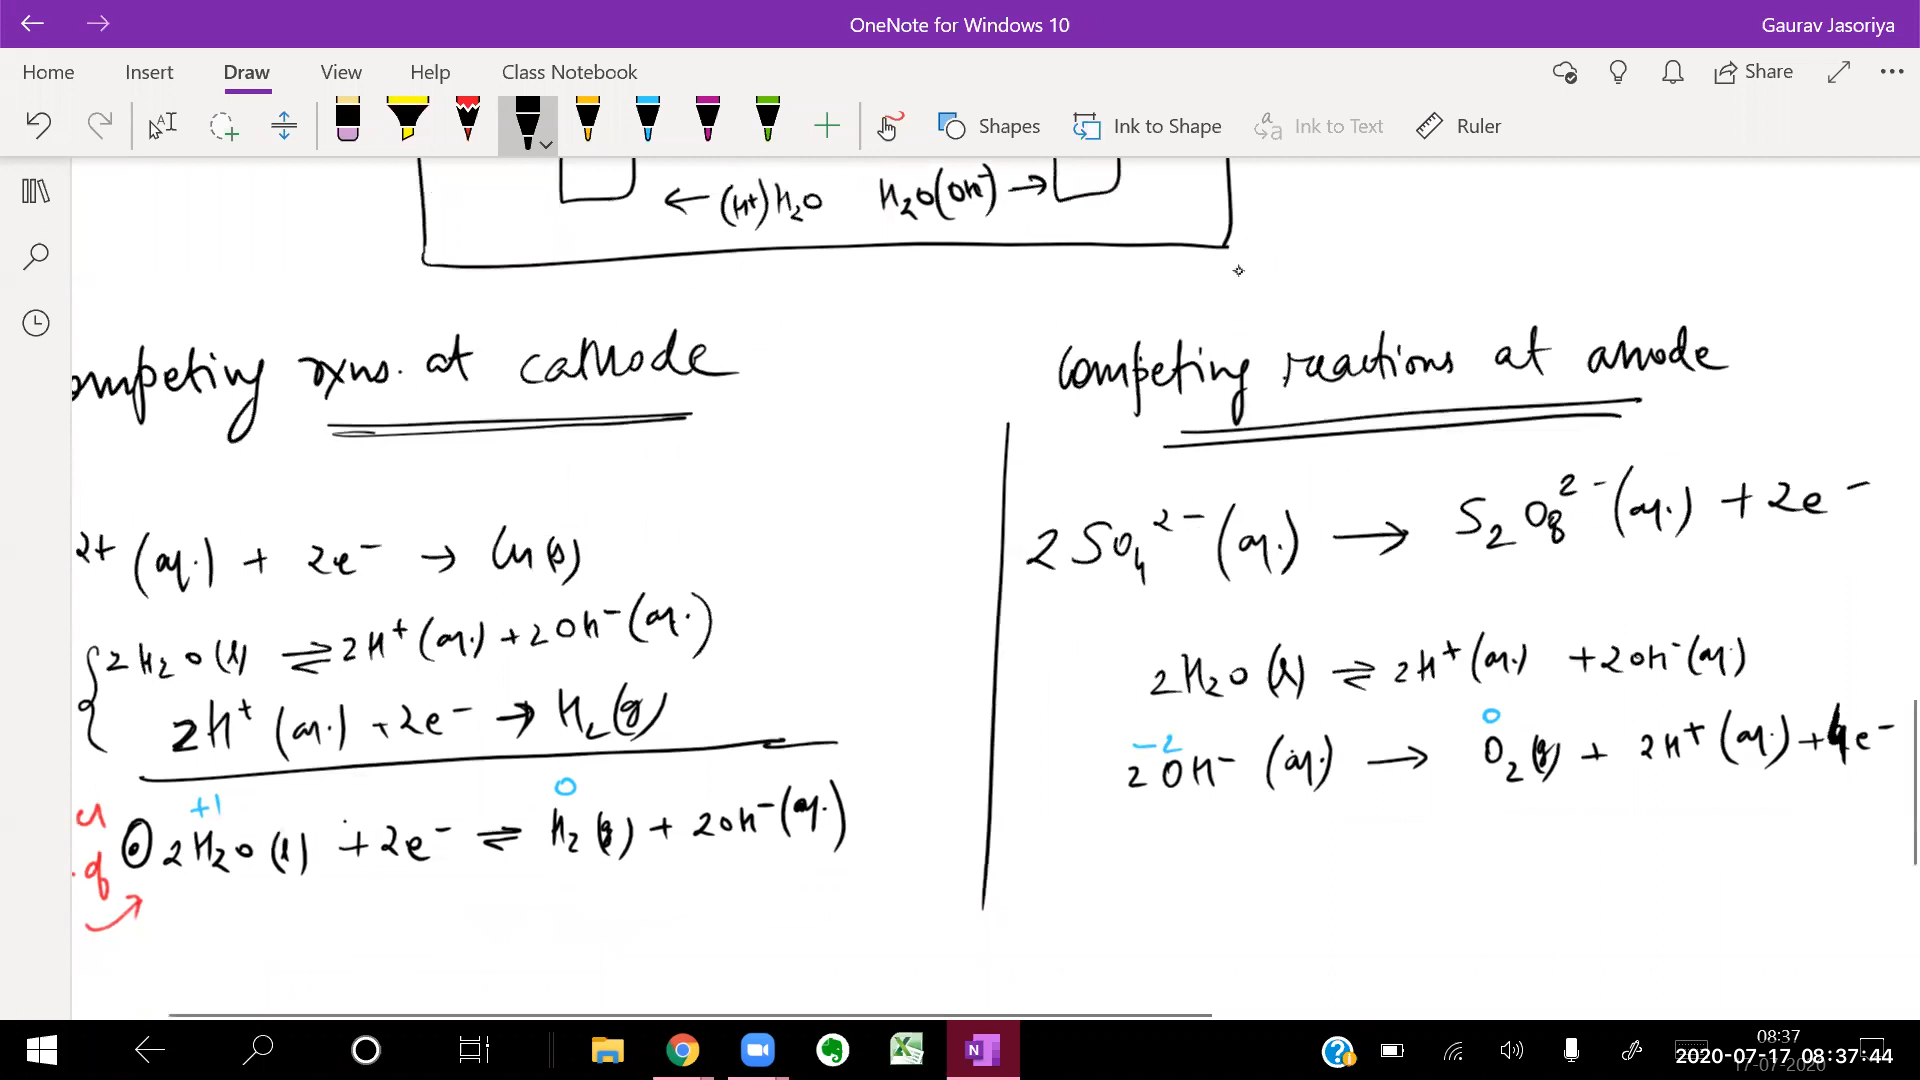 OneNote for Windows 10
Gaurav Jasoriya
Home Insert Draw View Help Class Notebook Share
Shapes Ink to Shape Ink to Text Ruler
←(H⁺)H₂O H₂O(OH⁻)→
ompeting rxns. at cathode
2+ (aq.) + 2e⁻ → Cu(s)
2H₂O(l) ⇌ 2H⁺(aq.) + 2OH⁻(aq.)
2H⁺(aq.) + 2e⁻ → H₂(g)
+1 0
2H₂O(l) + 2e⁻ ⇌ H₂(g) + 2OH⁻(aq.)
Competing reactions at anode
2SO₄²⁻(aq.) → S₂O₈²⁻(aq.) + 2e⁻
2H₂O(l) ⇌ 2H⁺(aq) + 2OH⁻(aq)
-2 0
2OH⁻(aq.) → O₂(g) + 2H⁺(aq.) + 4e⁻
08:37
2020-07-17 08:37:44
17-07-2020